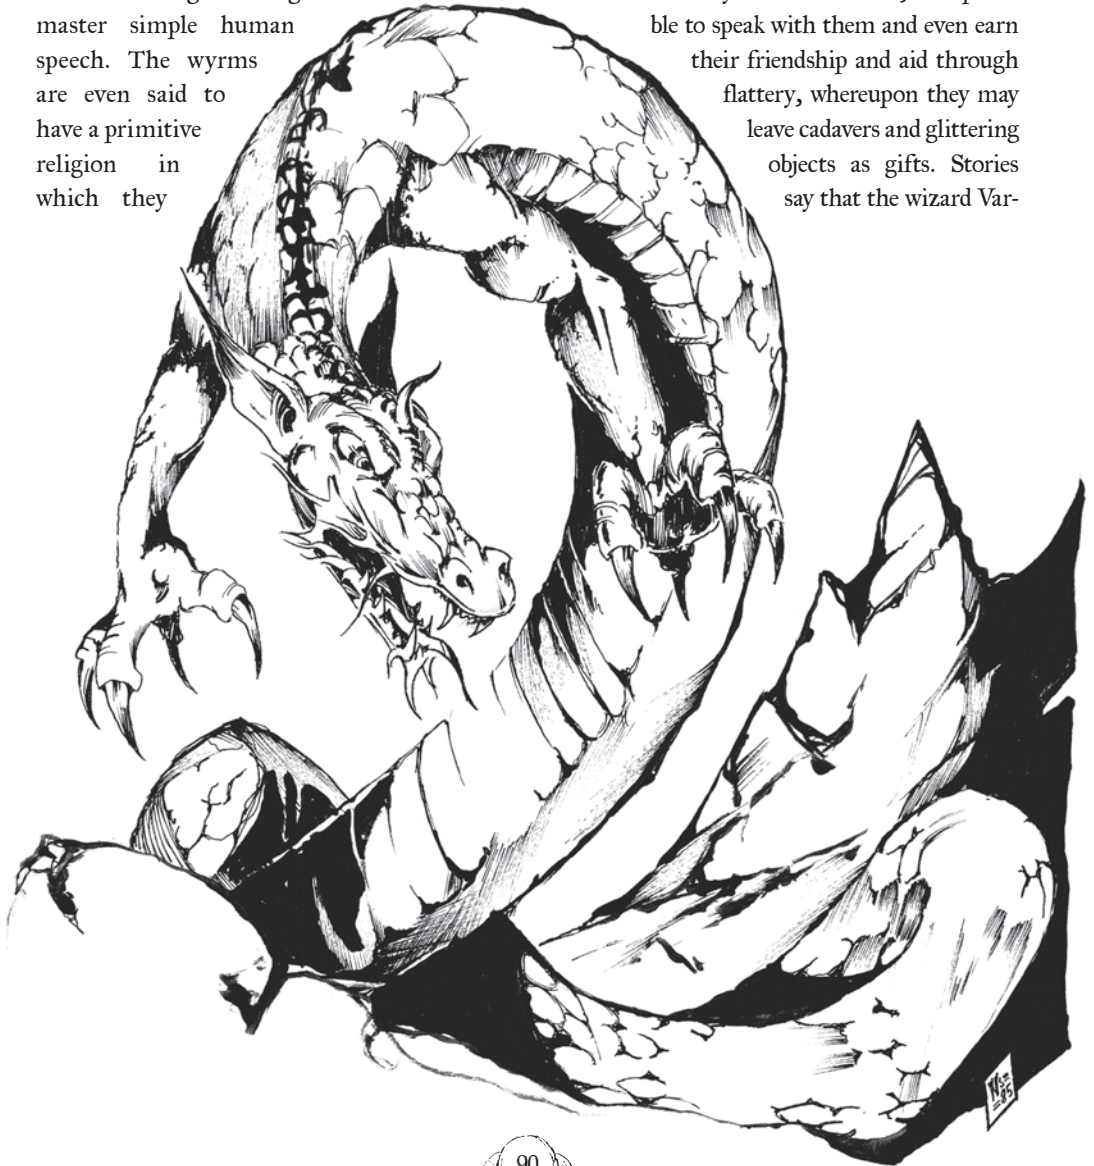 master simple human
speech. The wyrms
are even said to
have a primitive
religion in
which they
ble to speak with them and even earn
their friendship and aid through
flattery, whereupon they may
leave cadavers and glittering
objects as gifts. Stories
say that the wizard Var-
90